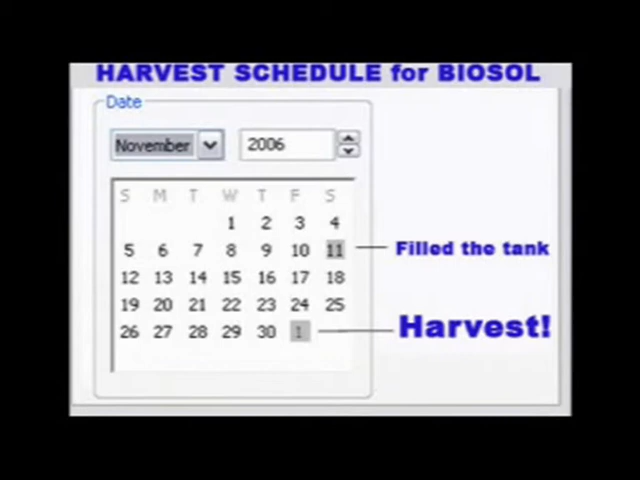 HARVEST SCHEDULE for BIOSOL
Date
November 2006
S M T W T F S
1 2 3 4
5 6 7 8 9 10 11 Filled the tank
12 13 14 15 16 17 18
19 20 21 22 23 24 25
26 27 28 29 30 1 Harvest!